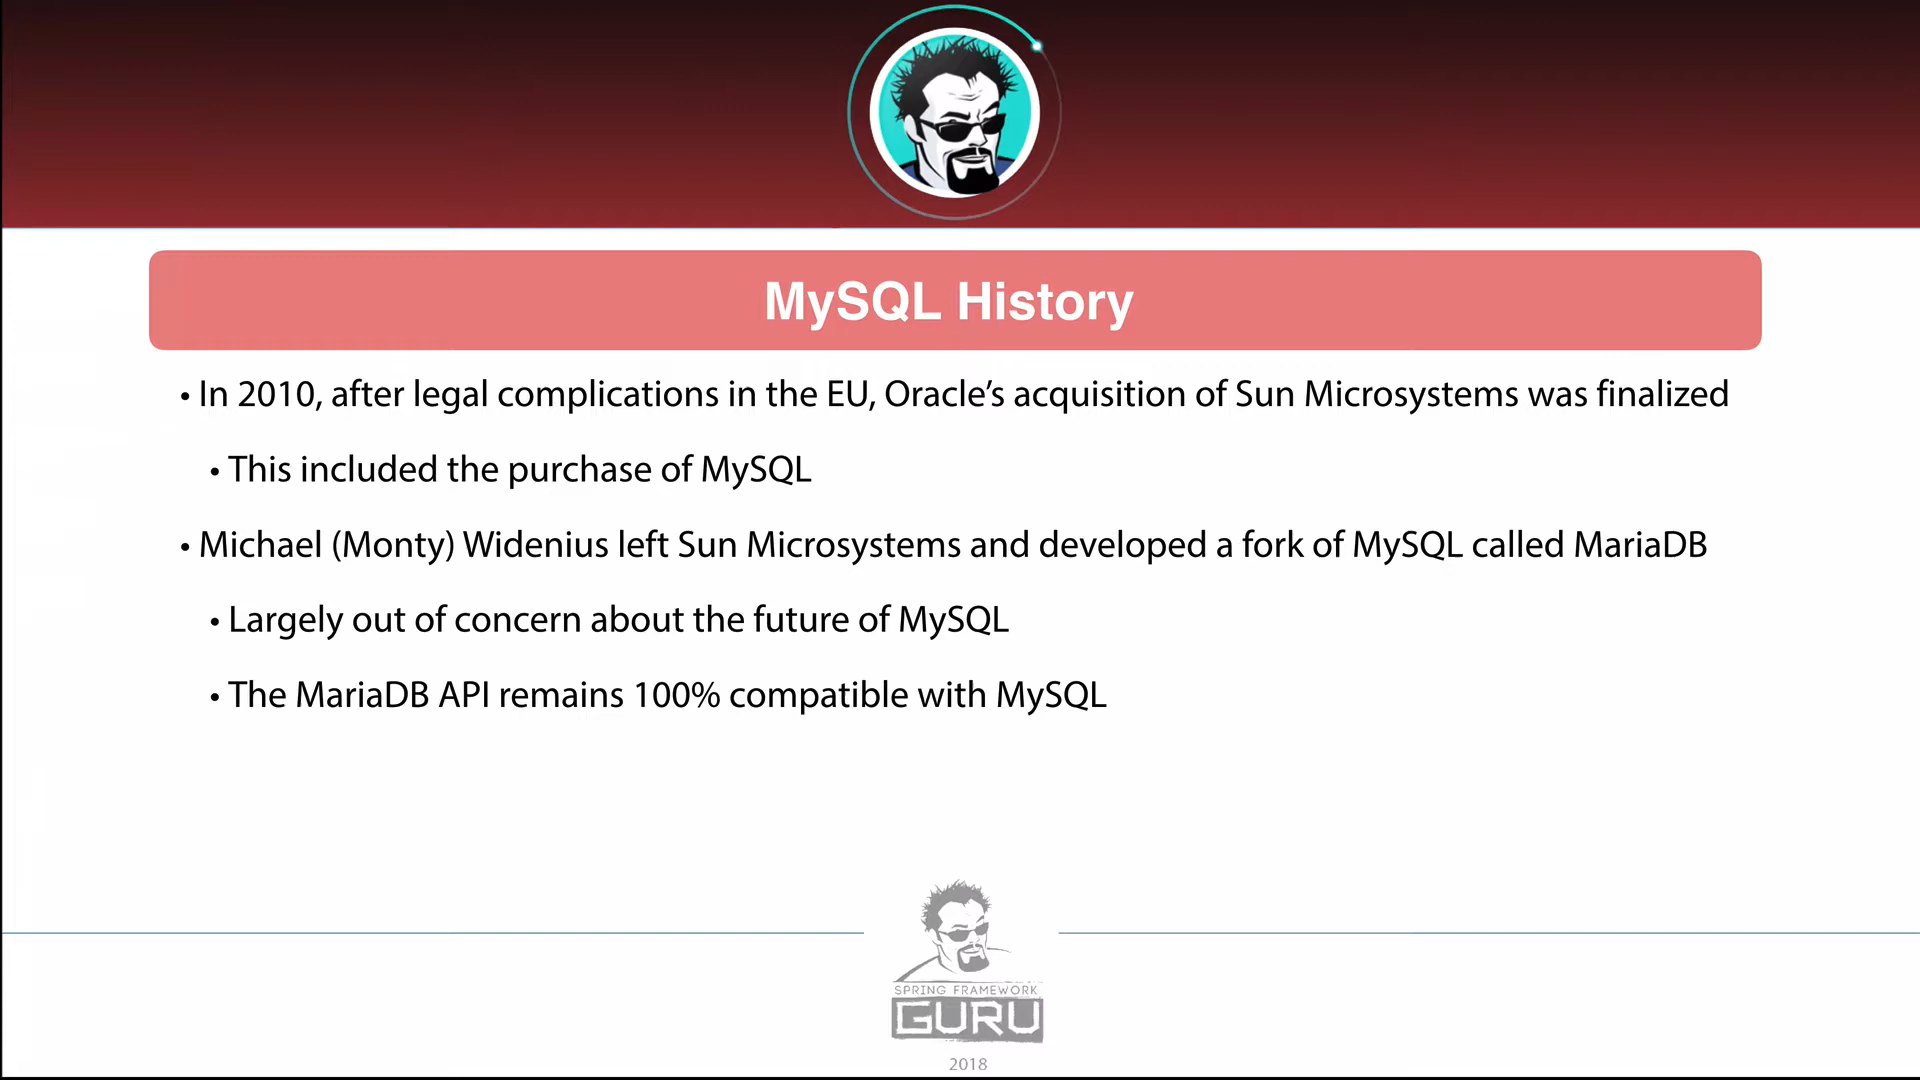 MySQL History
• In 2010, after legal complications in the EU, Oracle’s acquisition of Sun Microsystems was finalized
• This included the purchase of MySQL
• Michael (Monty) Widenius left Sun Microsystems and developed a fork of MySQL called MariaDB
• Largely out of concern about the future of MySQL
• The MariaDB API remains 100% compatible with MySQL
SPRING FRAMEWORK
GURU
2018